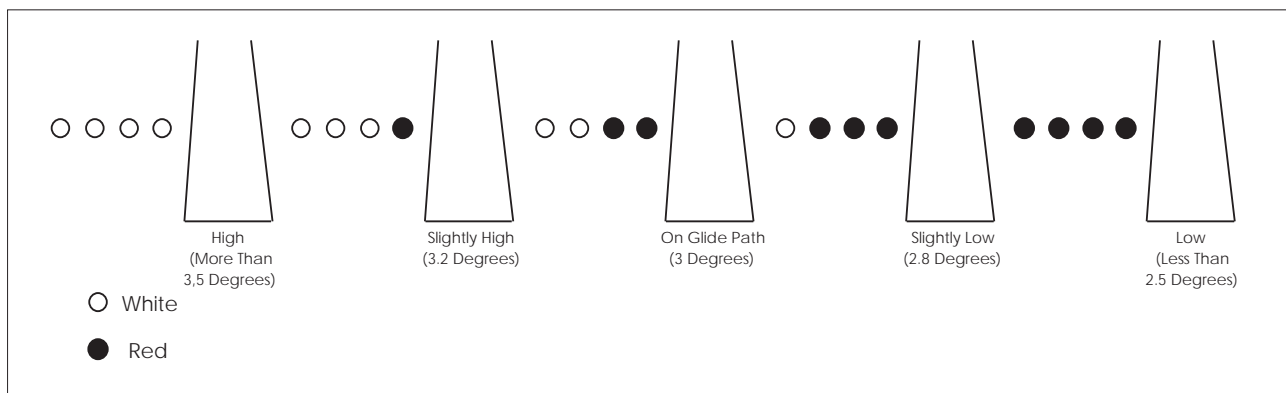 High
(More Than
3,5 Degrees)
Slightly High
(3.2 Degrees)
On Glide Path
(3 Degrees)
Slightly Low
(2.8 Degrees)
Low
(Less Than
2.5 Degrees)
White
Red